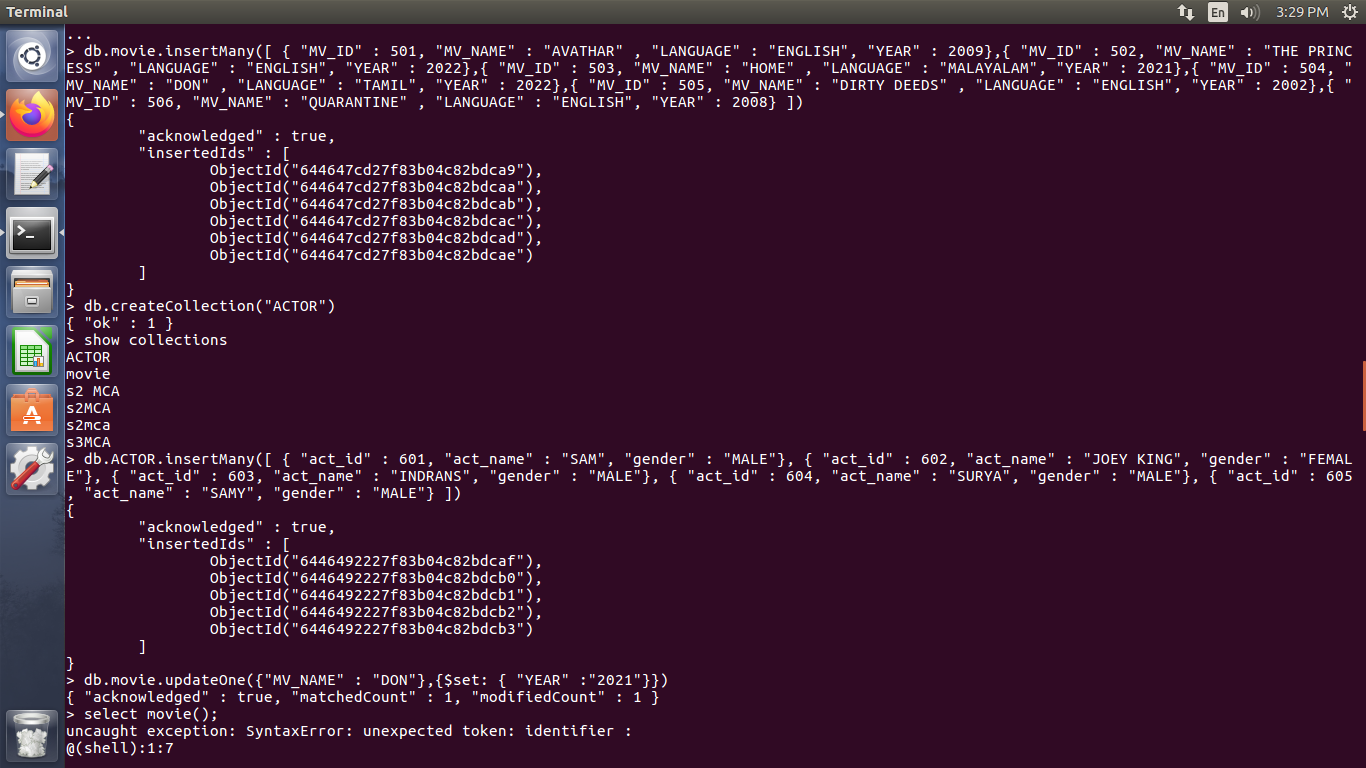 Terminal
En
3:29 PM
...
> db.movie.insertMany([ { "MV_ID" : 501, "MV_NAME" : "AVATHAR" , "LANGUAGE" : "ENGLISH", "YEAR" : 2009},{ "MV_ID" : 502, "MV_NAME" : "THE PRINC
ESS" , "LANGUAGE" : "ENGLISH", "YEAR" : 2022},{ "MV_ID" : 503, "MV_NAME" : "HOME" , "LANGUAGE" : "MALAYALAM", "YEAR" : 2021},{ "MV_ID" : 504, "
MV_NAME" : "DON" , "LANGUAGE" : "TAMIL", "YEAR" : 2022},{ "MV_ID" : 505, "MV_NAME" : "DIRTY DEEDS" , "LANGUAGE" : "ENGLISH", "YEAR" : 2002},{ "
MV_ID" : 506, "MV_NAME" : "QUARANTINE" , "LANGUAGE" : "ENGLISH", "YEAR" : 2008} ])
{
"acknowledged" : true,
"insertedIds" : [
ObjectId("644647cd27f83b04c82bdca9"),
ObjectId("644647cd27f83b04c82bdcaa"),
ObjectId("644647cd27f83b04c82bdcab"),
ObjectId("644647cd27f83b04c82bdcac"),
ObjectId("644647cd27f83b04c82bdcad"),
ObjectId("644647cd27f83b04c82bdcae")
]
}
> db.createCollection("ACTOR")
{ "ok" : 1 }
> show collections
ACTOR
movie
s2 MCA
s2MCA
s2mca
s3MCA
> db.ACTOR.insertMany([ { "act_id" : 601, "act_name" : "SAM", "gender" : "MALE"}, { "act_id" : 602, "act_name" : "JOEY KING", "gender" : "FEMAL
E"}, { "act_id" : 603, "act_name" : "INDRANS", "gender" : "MALE"}, { "act_id" : 604, "act_name" : "SURYA", "gender" : "MALE"}, { "act_id" : 605
, "act_name" : "SAMY", "gender" : "MALE"} ])
{
"acknowledged" : true,
"insertedIds" : [
ObjectId("6446492227f83b04c82bdcaf"),
ObjectId("6446492227f83b04c82bdcb0"),
ObjectId("6446492227f83b04c82bdcb1"),
ObjectId("6446492227f83b04c82bdcb2"),
ObjectId("6446492227f83b04c82bdcb3")
]
}
> db.movie.updateOne({"MV_NAME" : "DON"},{$set: { "YEAR" :"2021"}})
{ "acknowledged" : true, "matchedCount" : 1, "modifiedCount" : 1 }
> select movie();
uncaught exception: SyntaxError: unexpected token: identifier :
@(shell):1:7